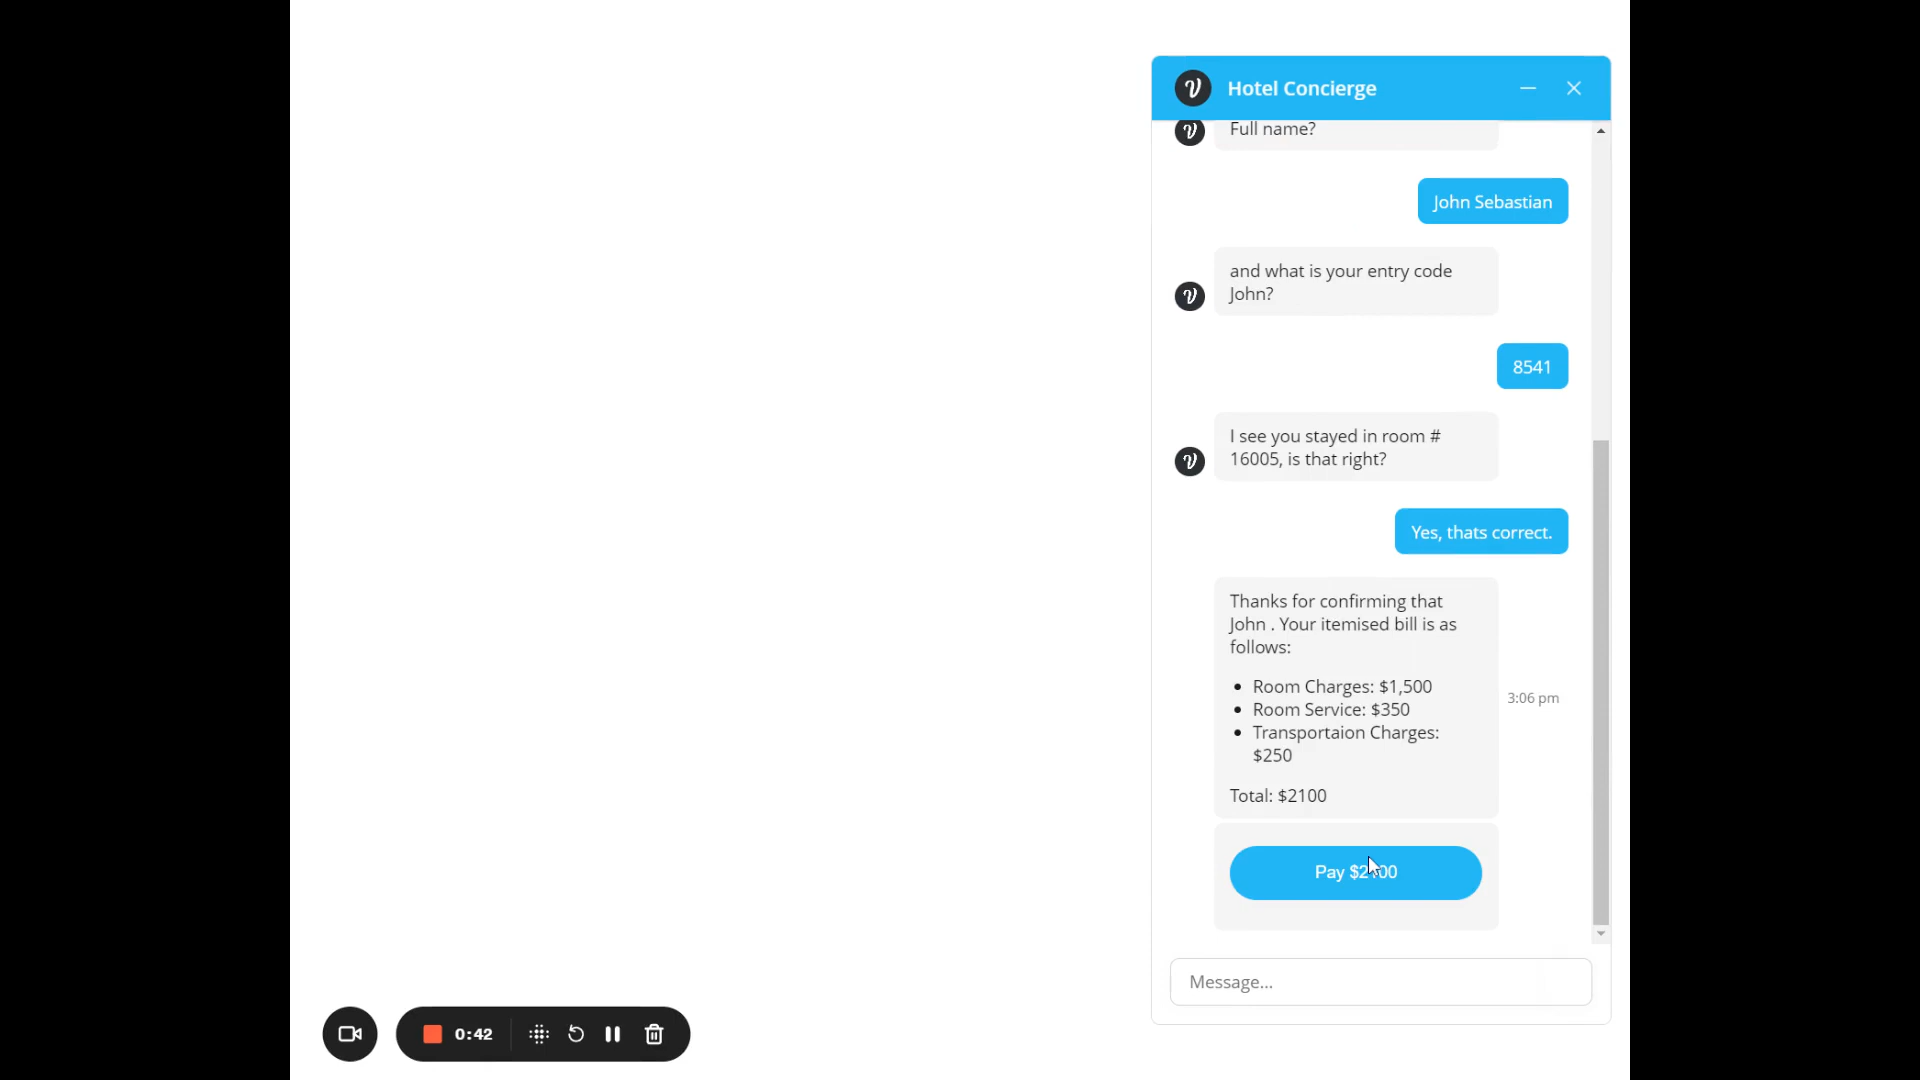 Hotel Concierge
Full name?
John Sebastian
and what is your entry code
John?
8541
I see you stayed in room #
16005, is that right?
Yes, thats correct.
Thanks for confirming that
John . Your itemised bill is as
follows:
• Room Charges: $1,500
• Room Service: $350
• Transportaion Charges:
$250
3:06 pm
Total: $2100
Pay $2100
Message...
0:42